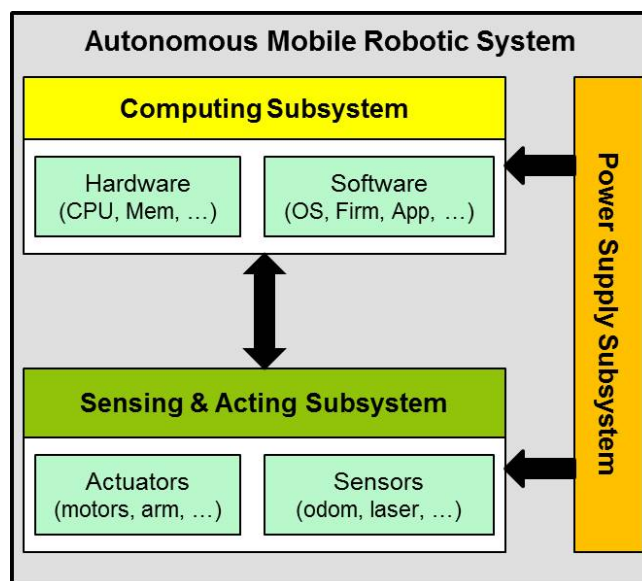 Autonomous Mobile Robotic System
Computing Subsystem
Hardware
(CPU, Mem, …)
Software
(OS, Firm, App, …)
Sensing & Acting Subsystem
Actuators
(motors, arm, …)
Sensors
(odom, laser, …)
Power Supply Subsystem